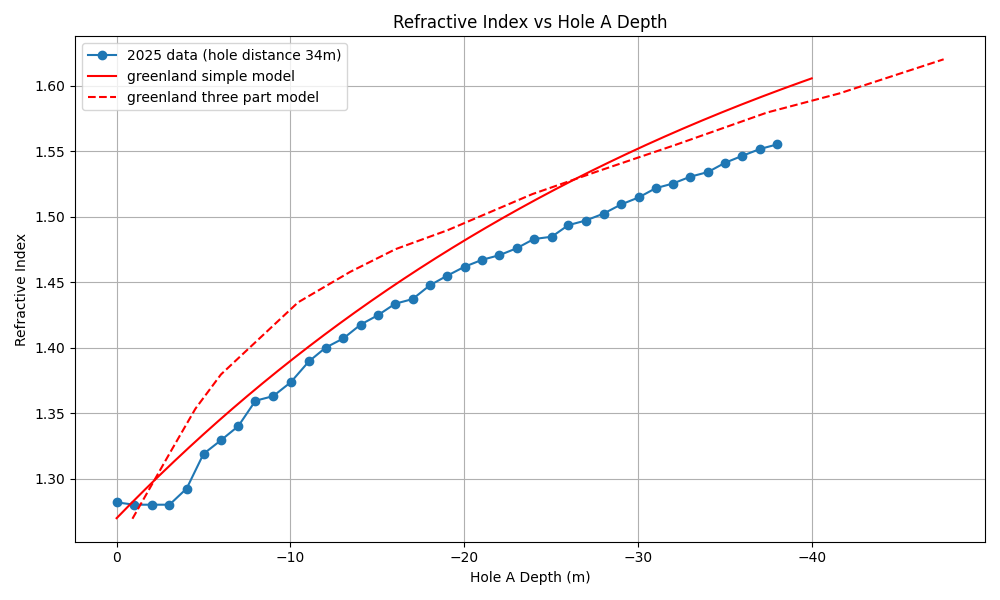 Refractive Index vs Hole A Depth
2025 data (hole distance 34m)
greenland simple model
greenland three part model
Refractive Index
1.60
1.55
1.50
1.45
1.40
1.35
1.30
0 −10 −20 −30 −40
Hole A Depth (m)